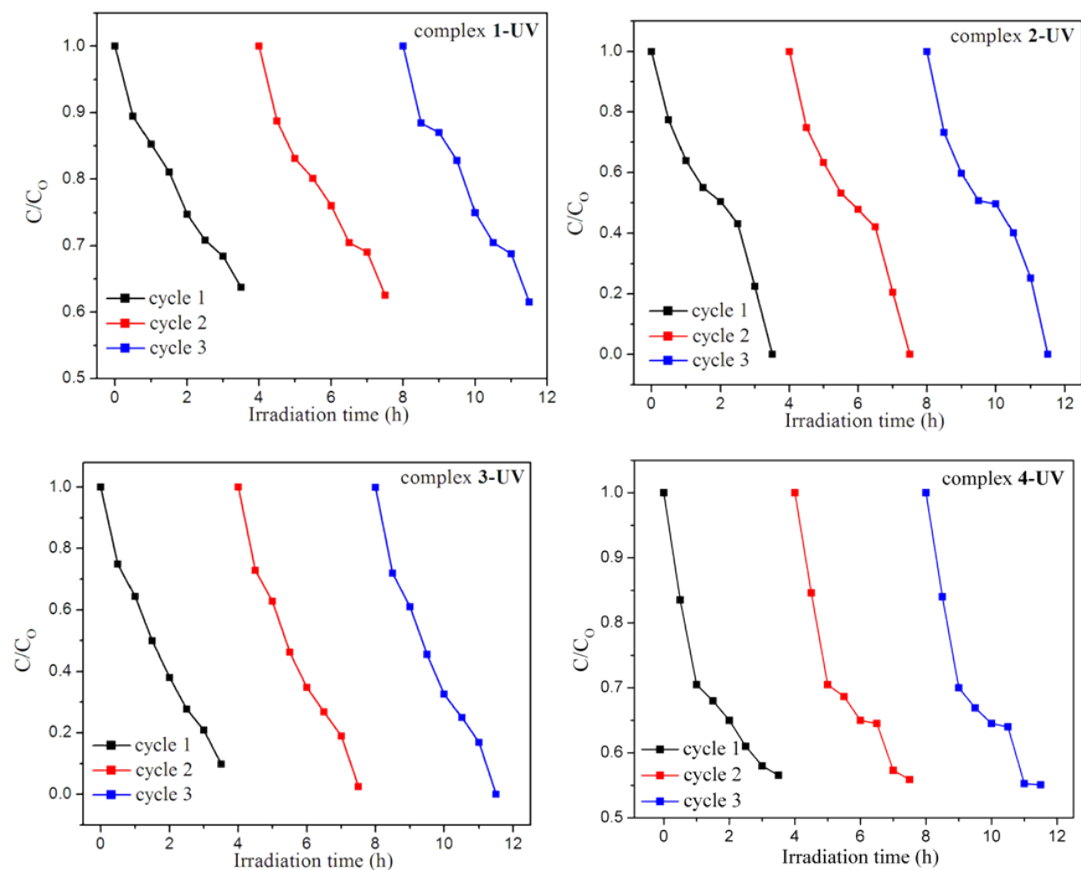 complex 1-UV
1.0
0.9
0.8
0.7
0.6
0.5
C/CO
cycle 1
cycle 2
cycle 3
0 2 4 6 8 10 12
Irradiation time (h)
complex 2-UV
1.0
0.8
0.6
0.4
0.2
0.0
C/CO
cycle 1
cycle 2
cycle 3
0 2 4 6 8 10 12
Irradiation time (h)
complex 3-UV
1.0
0.8
0.6
0.4
0.2
0.0
C/CO
cycle 1
cycle 2
cycle 3
0 2 4 6 8 10 12
Irradiation time (h)
complex 4-UV
1.0
0.9
0.8
0.7
0.6
0.5
C/CO
cycle 1
cycle 2
cycle 3
0 2 4 6 8 10 12
Irradiation time (h)